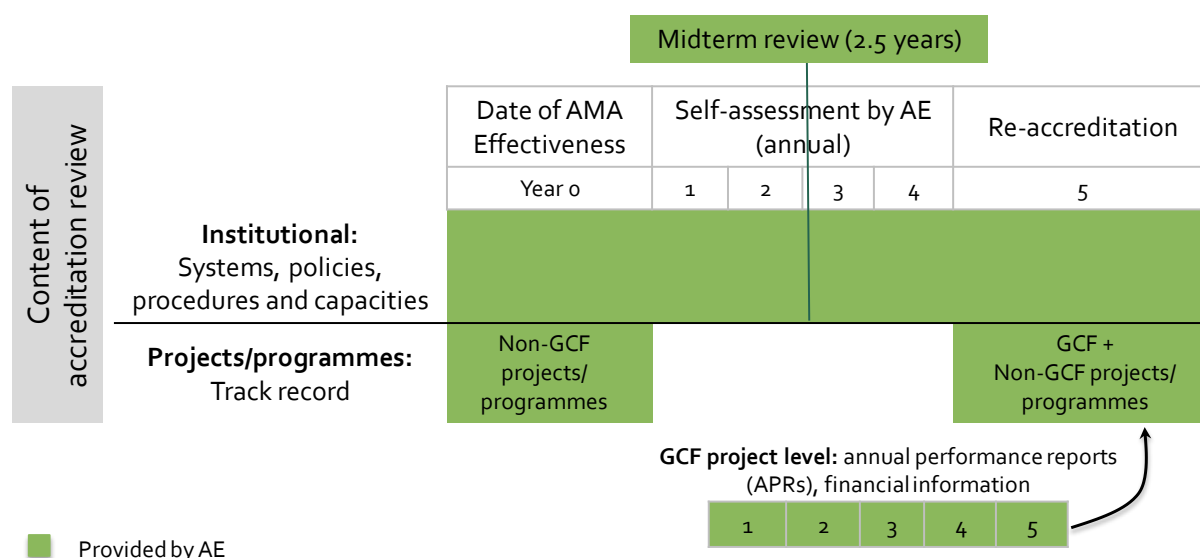 Midterm review (2.5 years)
Content of
accreditation review
Date of AMA
Effectiveness
Self-assessment by AE
(annual)
Re-accreditation
Year 0
1
2
3
4
5
Institutional:
Systems, policies,
procedures and capacities
Projects/programmes:
Track record
Non-GCF
projects/
programmes
GCF +
Non-GCF projects/
programmes
GCF project level: annual performance reports
(APRs), financial information
1
2
3
4
5
Provided by AE